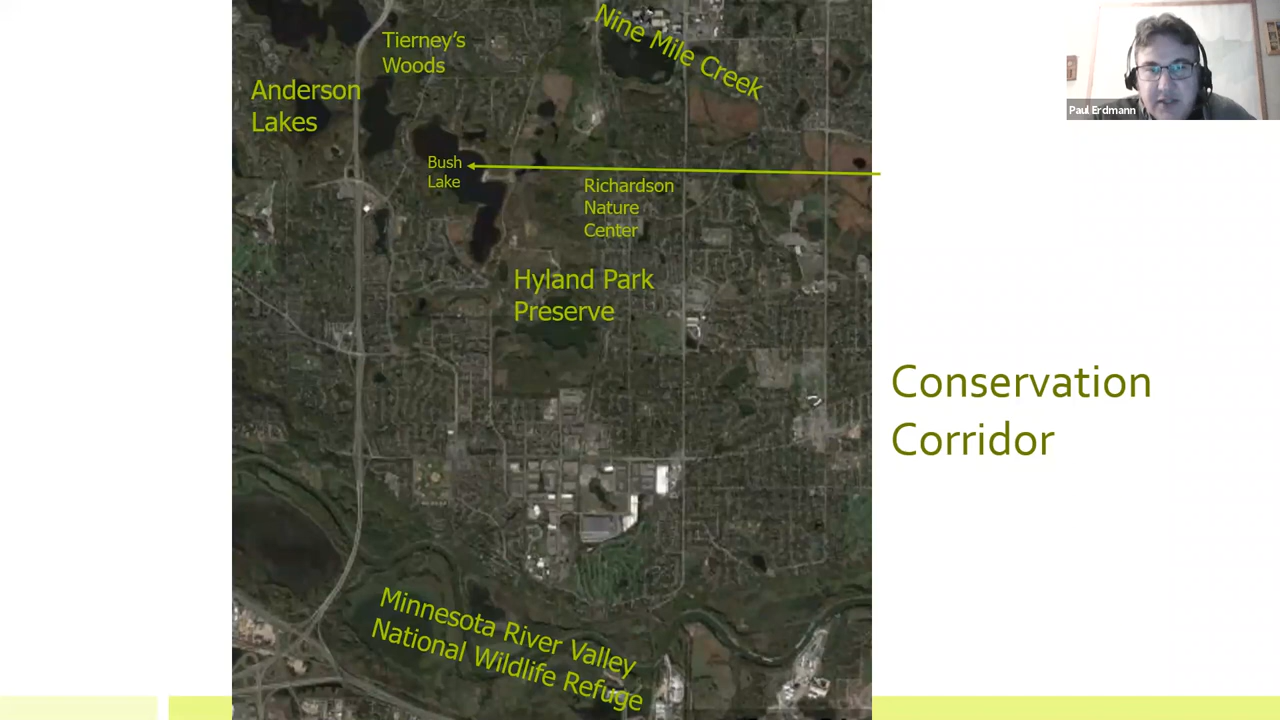 Nine Mile Creek
Tierney's
Woods
Anderson
Lakes
Bush
Lake
Richardson
Nature
Center
Hyland Park
Preserve
Minnesota River Valley
National Wildlife Refuge
Conservation
Corridor
Paul Erdmann